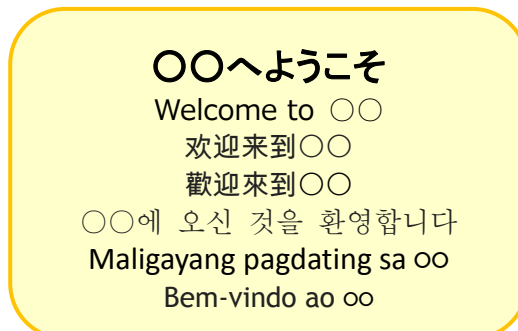 〇〇へようこそ
Welcome to 〇〇
欢迎来到〇〇
歡迎來到〇〇
〇〇에 오신 것을 환영합니다
Maligayang pagdating sa oo
Bem-vindo ao oo